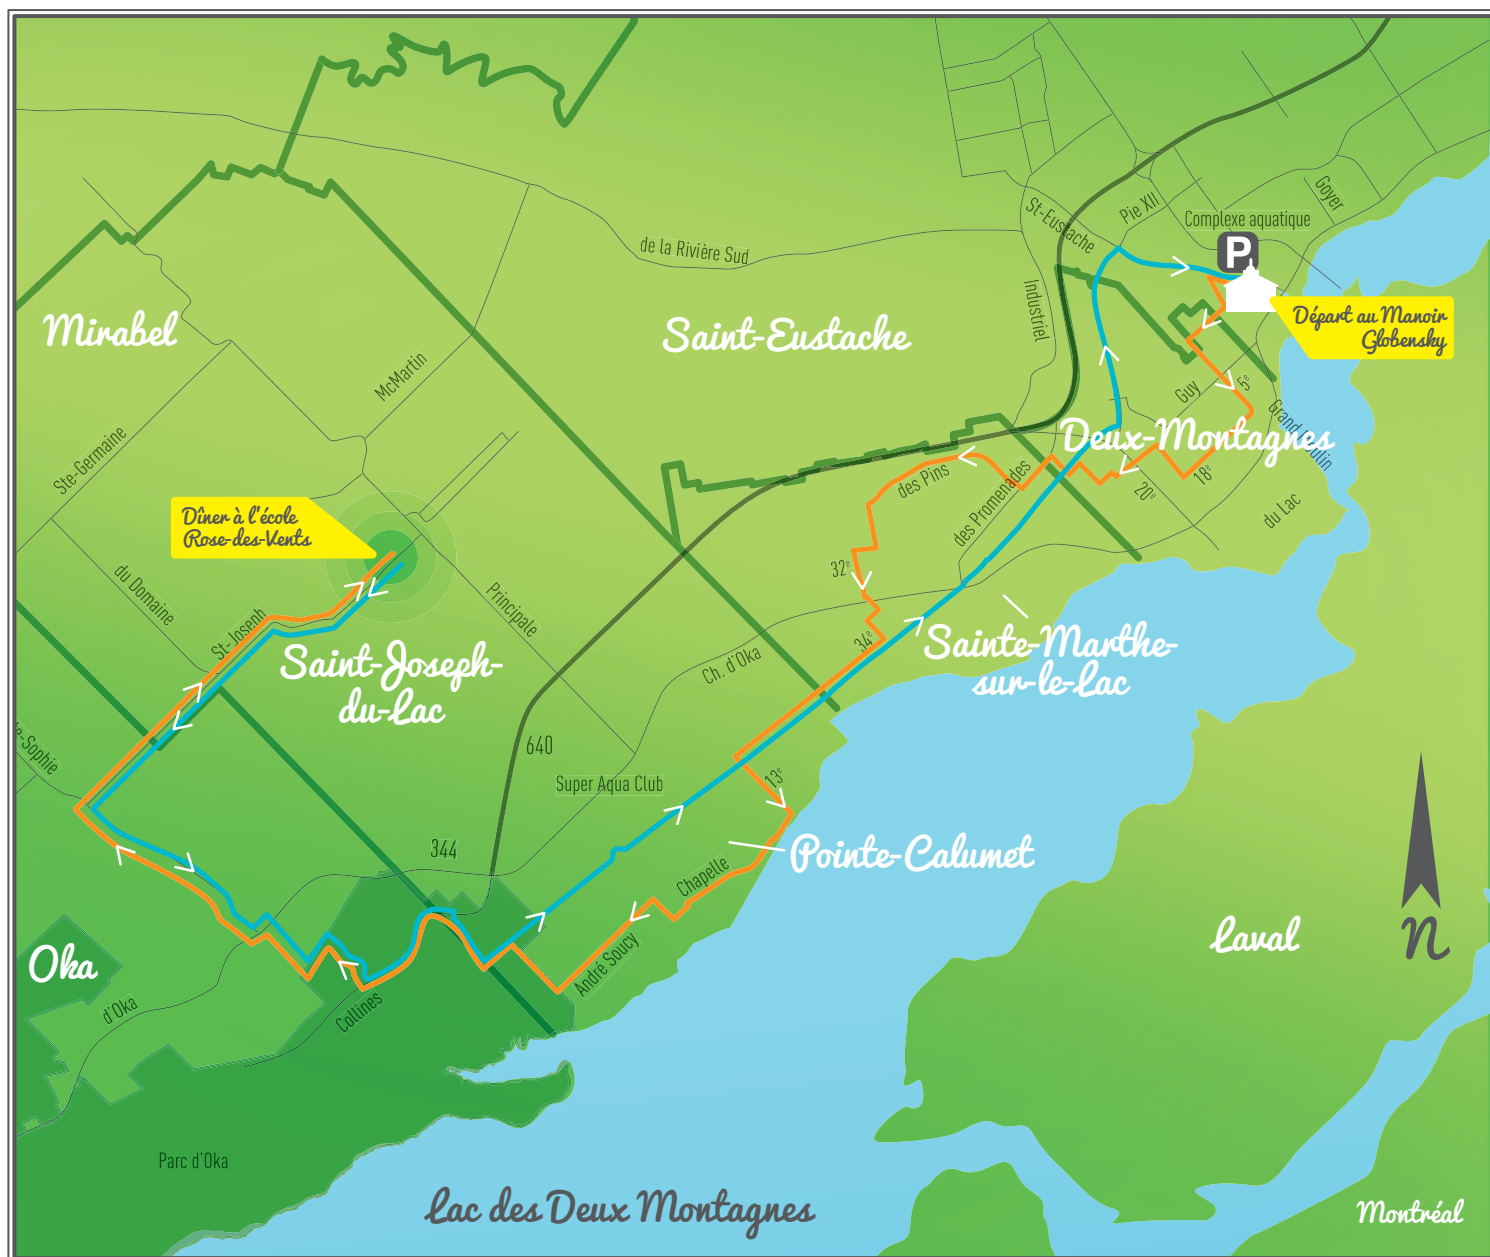 St-Eustache
Pie XII
Goyer
Complexe aquatique
P
de la Rivière Sud
Industriel
Départ au Manoir
Globensky
Mirabel
Saint-Eustache
McMartin
Guy
5e
Grand Moulin
Deux-Montagnes
Ste-Germaine
des Pins
des Promenades
20e
18e
du Lac
Dîner à l'école
Rose-des-Vents
32e
du Domaine
Principale
St-Joseph
34e
Saint-Joseph-
du-Lac
Ch. d'Oka
Sainte-Marthe-
sur-le-Lac
te-Sophie
640
Super Aqua Club
13e
344
Pointe-Calumet
Chapelle
Oka
André Soucy
Laval
N
d'Oka
Collines
Parc d'Oka
Lac des Deux Montagnes
Montréal